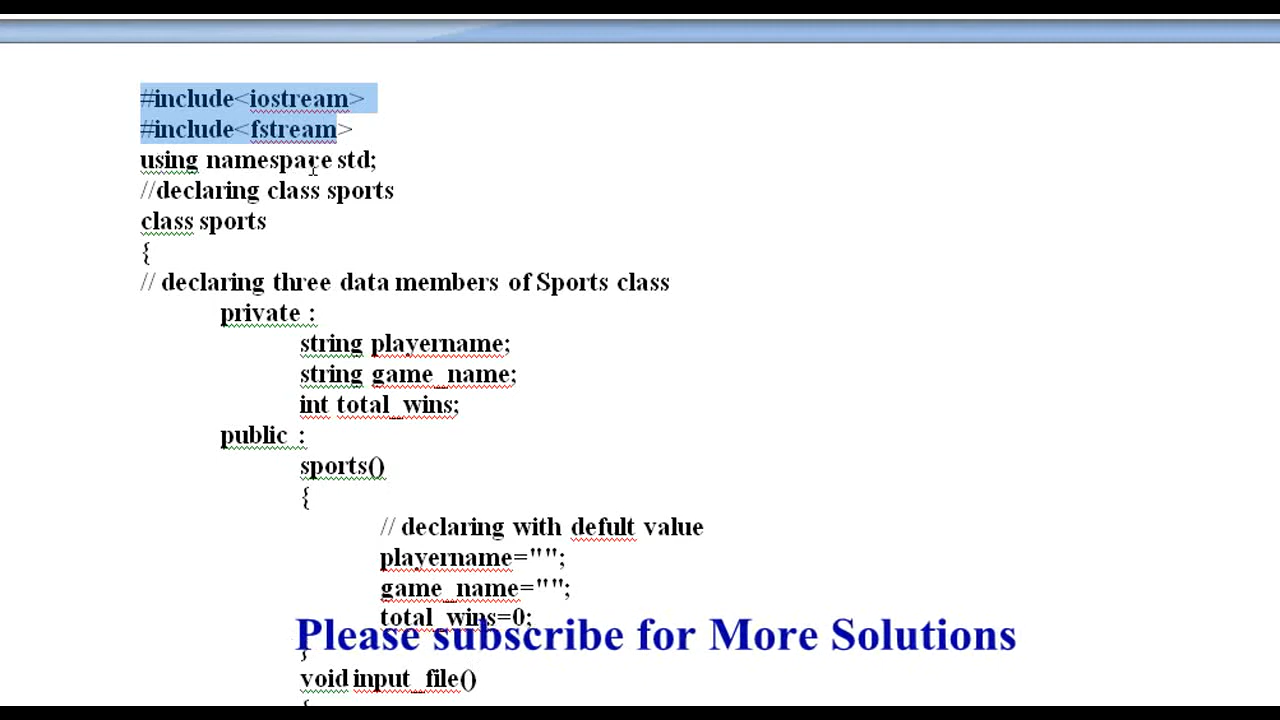 #include<iostream>
#include<fstream>
using namespace std;
//declaring class sports
class sports
{
// declaring three data members of Sports class
private :
string playername;
string game_name;
int total_wins;
public :
sports()
{
// declaring with defult value
playername="";
game_name="";
total_wins=0;
Please subscribe for More Solutions
}
void input_file()
{